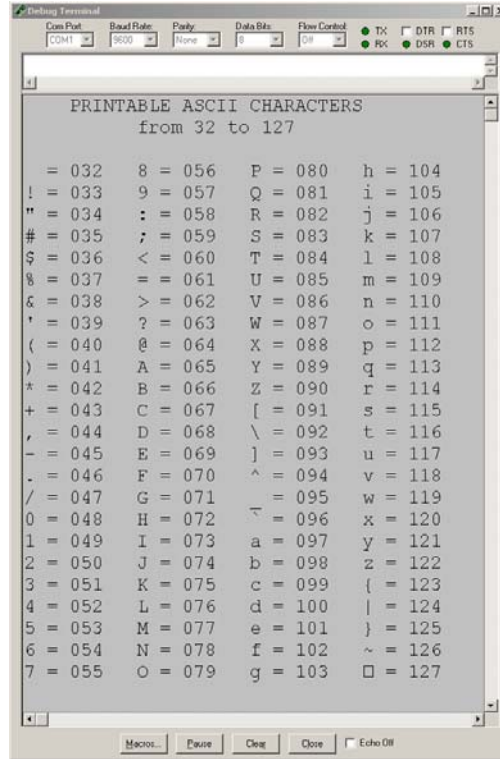 Debug Terminal
Com Port: Baud Rate: Parity: Data Bits: Flow Control:
COM1 9600 None 8 Off
TX DTR RTS
RX DSR CTS
PRINTABLE ASCII CHARACTERS
from 32 to 127
= 032 8 = 056 P = 080 h = 104
! = 033 9 = 057 Q = 081 i = 105
" = 034 : = 058 R = 082 j = 106
# = 035 ; = 059 S = 083 k = 107
$ = 036 < = 060 T = 084 l = 108
% = 037 = = 061 U = 085 m = 109
& = 038 > = 062 V = 086 n = 110
' = 039 ? = 063 W = 087 o = 111
( = 040 @ = 064 X = 088 p = 112
) = 041 A = 065 Y = 089 q = 113
* = 042 B = 066 Z = 090 r = 114
+ = 043 C = 067 [ = 091 s = 115
, = 044 D = 068 \ = 092 t = 116
- = 045 E = 069 ] = 093 u = 117
. = 046 F = 070 ^ = 094 v = 118
/ = 047 G = 071 _ = 095 w = 119
0 = 048 H = 072 ` = 096 x = 120
1 = 049 I = 073 a = 097 y = 121
2 = 050 J = 074 b = 098 z = 122
3 = 051 K = 075 c = 099 { = 123
4 = 052 L = 076 d = 100 | = 124
5 = 053 M = 077 e = 101 } = 125
6 = 054 N = 078 f = 102 ~ = 126
7 = 055 O = 079 g = 103 □ = 127
Macros... Pause Clear Close Echo Off